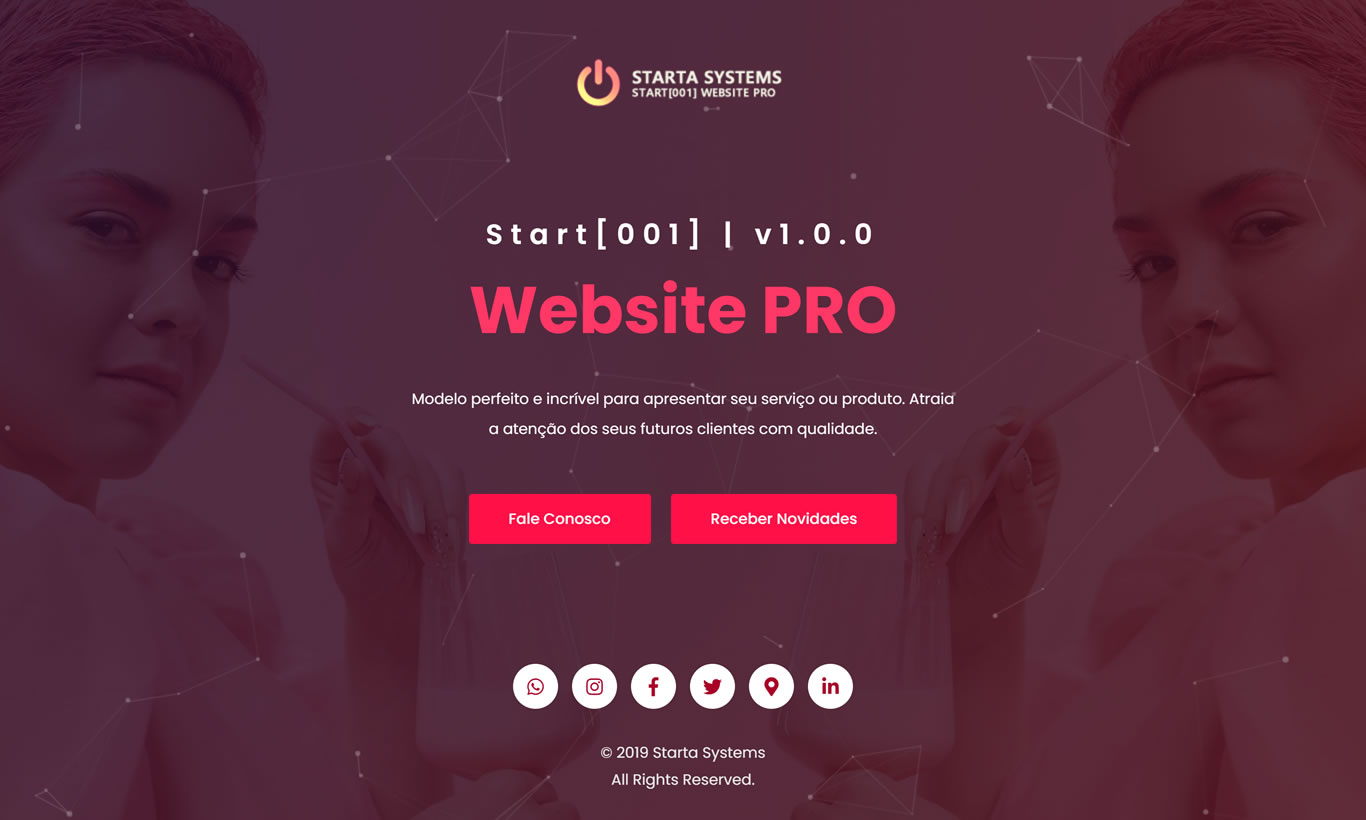 STARTA SYSTEMS
START[001] WEBSITE PRO
Start[001] | v1.0.0
Website PRO
Modelo perfeito e incrível para apresentar seu serviço ou produto. Atraia
a atenção dos seus futuros clientes com qualidade.
Fale Conosco
Receber Novidades
© 2019 Starta Systems
All Rights Reserved.